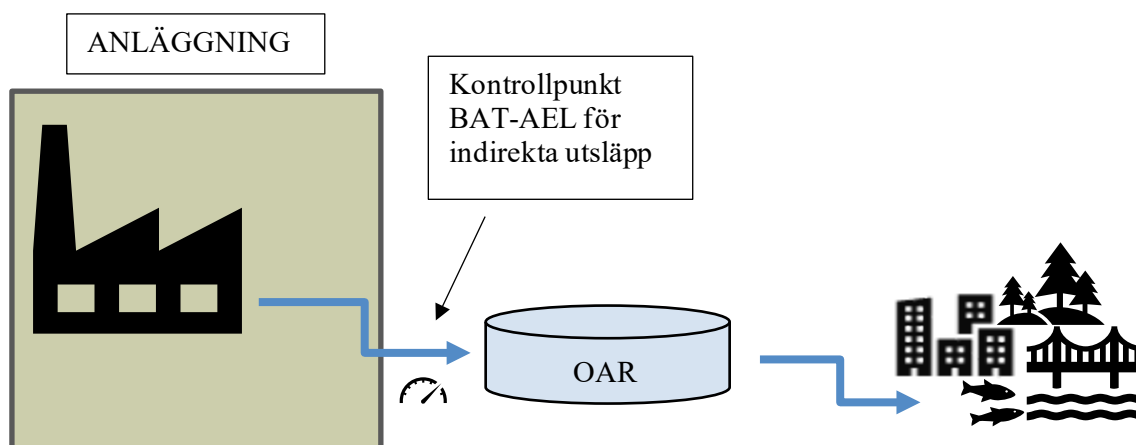 ANLÄGGNING
Kontrollpunkt
BAT-AEL för
indirekta utsläpp
OAR